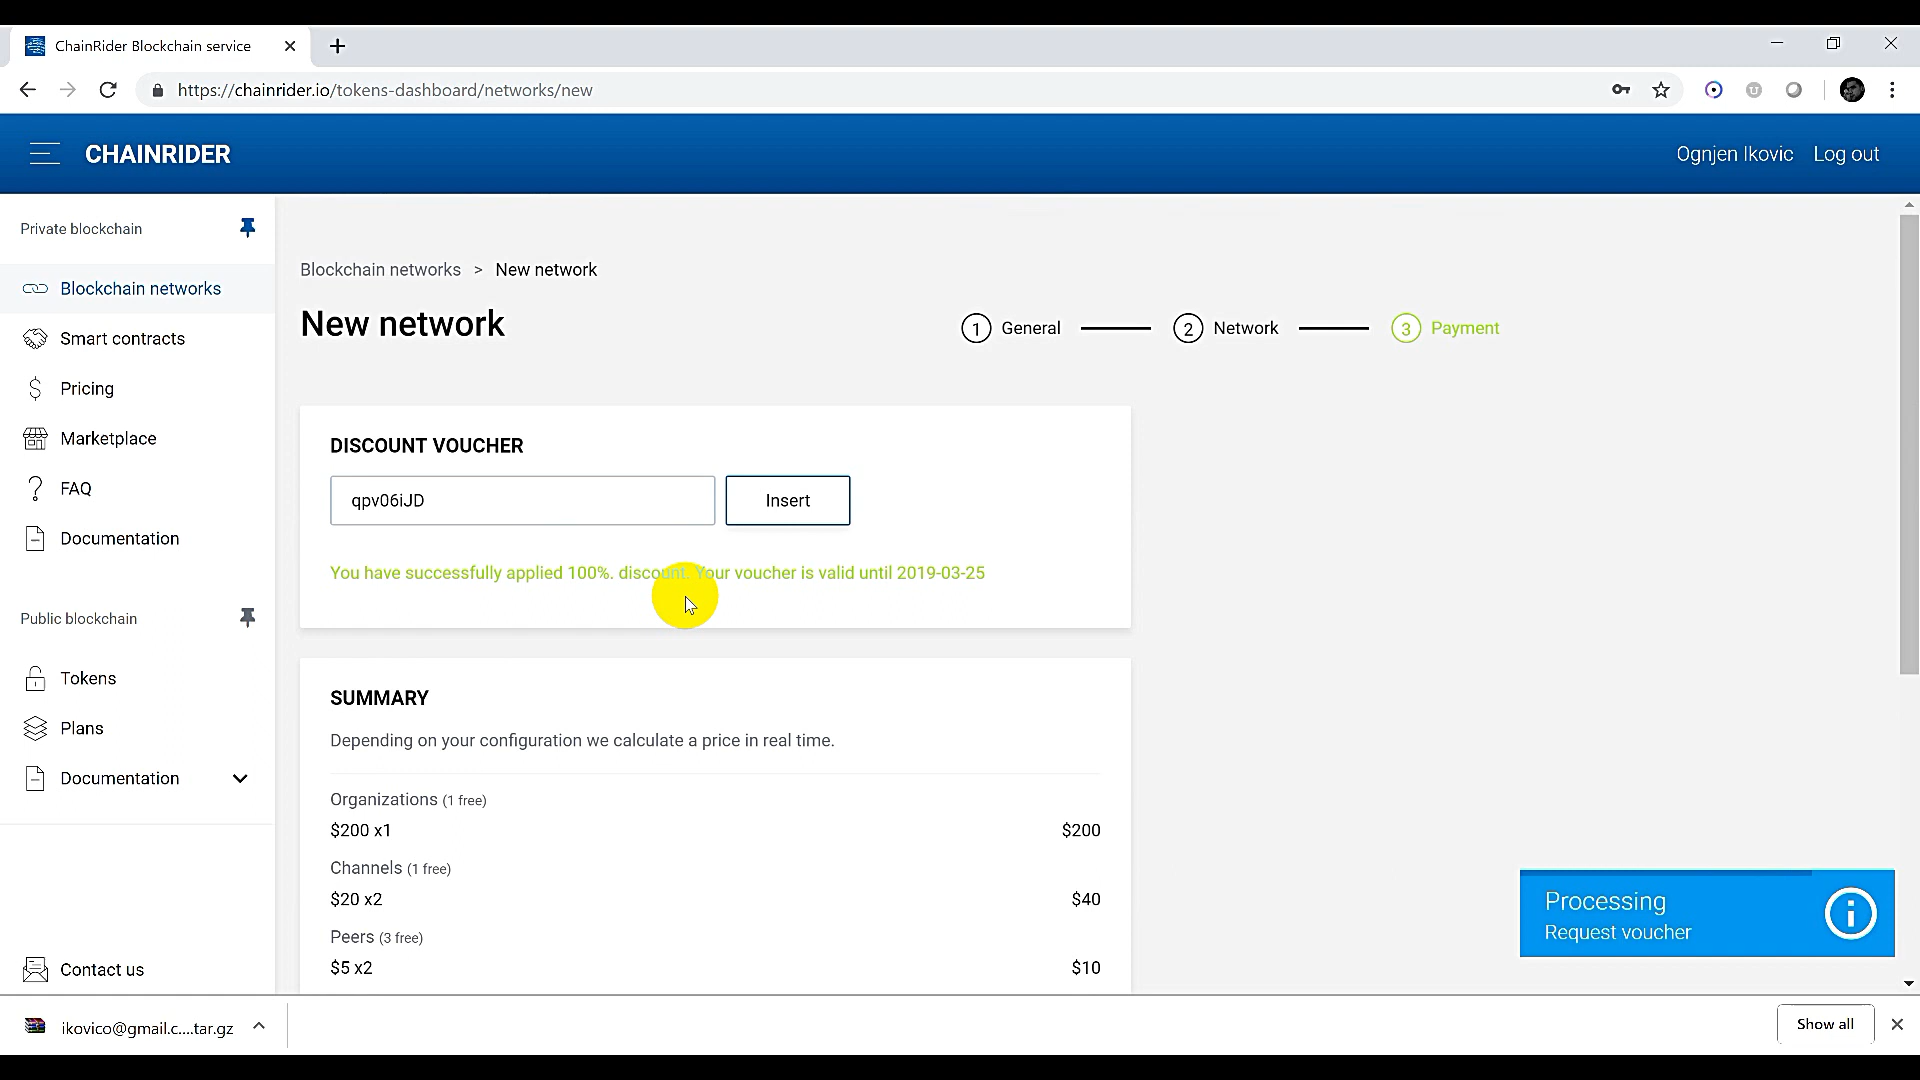 ChainRider Blockchain service
https://chainrider.io/tokens-dashboard/networks/new
CHAINRIDER
Ognjen Ikovic Log out
Private blockchain
Blockchain networks
Smart contracts
Pricing
Marketplace
FAQ
Documentation
Public blockchain
Tokens
Plans
Documentation
Contact us
Blockchain networks > New network
New network
1 General
2 Network
3 Payment
DISCOUNT VOUCHER
qpv06iJD
Insert
You have successfully applied 100%. discount. Your voucher is valid until 2019-03-25
SUMMARY
Depending on your configuration we calculate a price in real time.
Organizations (1 free)
$200 x1 $200
Channels (1 free)
$20 x2 $40
Peers (3 free)
$5 x2 $10
Processing
Request voucher
ikovico@gmail.c....tar.gz
Show all